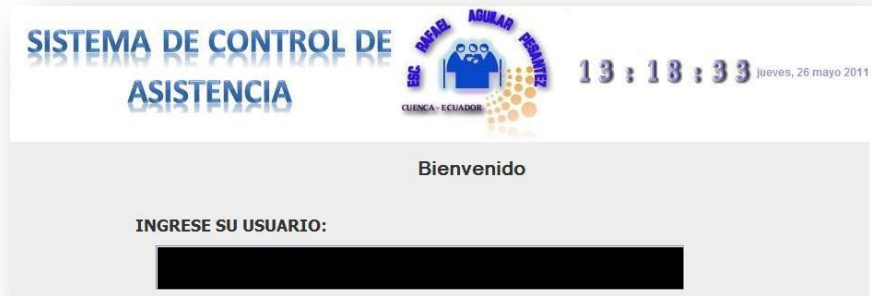 SISTEMA DE CONTROL DE
ASISTENCIA
ESC. RAFAEL AGUILAR PESANTEZ
CUENCA - ECUADOR
13 : 18 : 33 jueves, 26 mayo 2011
Bienvenido
INGRESE SU USUARIO: